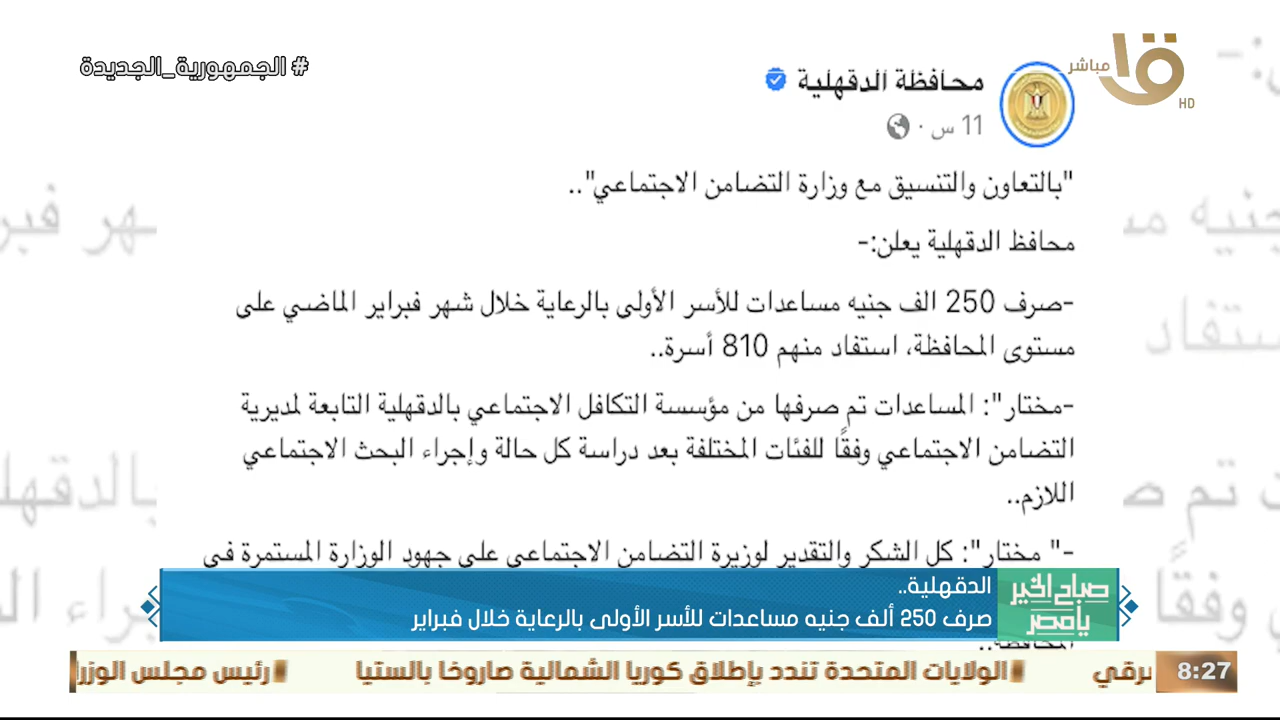 # الجمهورية_الجديدة
مباشر
HD
محافظة الدقهلية
11 س ·
"بالتعاون والتنسيق مع وزارة التضامن الاجتماعي"..
محافظ الدقهلية يعلن:-
-صرف 250 الف جنيه مساعدات للأسر الأولى بالرعاية خلال شهر فبراير الماضي على
مستوى المحافظة، استفاد منهم 810 أسرة..
-مختار": المساعدات تم صرفها من مؤسسة التكافل الاجتماعي بالدقهلية التابعة لمديرية
التضامن الاجتماعي وفقًا للفئات المختلفة بعد دراسة كل حالة وإجراء البحث الاجتماعي
اللازم..
-" مختار": كل الشكر والتقدير لوزيرة التضامن الاجتماعي على جهود الوزارة المستمرة في
صباح الخير
يا مصر
الدقهلية..
صرف 250 ألف جنيه مساعدات للأسر الأولى بالرعاية خلال فبراير
8:27
الولايات المتحدة تندد بإطلاق كوريا الشمالية صاروخا بالستيا
رئيس مجلس